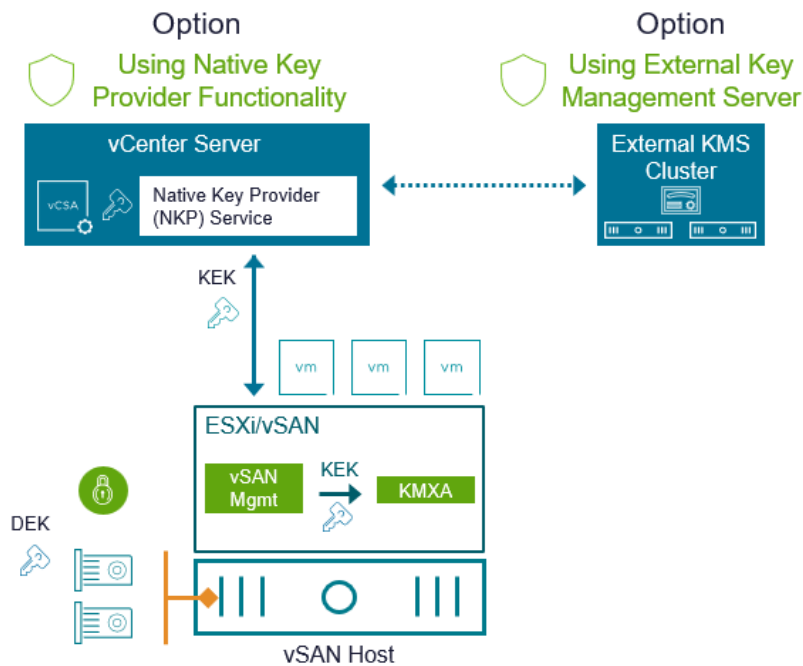 Option
Using Native Key
Provider Functionality
Option
Using External Key
Management Server
vCenter Server
vCSA
Native Key Provider
(NKP) Service
External KMS
Cluster
KEK
vm
vm
vm
ESXi/vSAN
vSAN
Mgmt
KEK
KMXA
DEK
vSAN Host